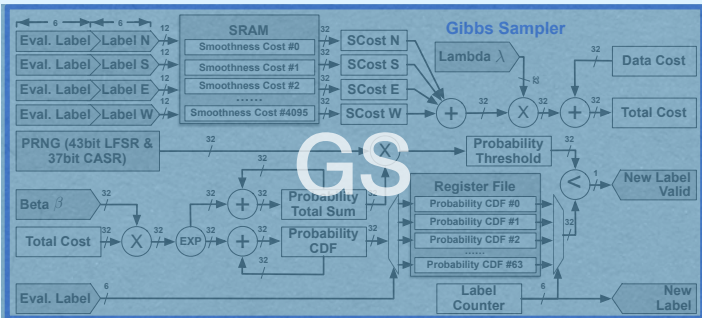 6 6
Gibbs Sampler
SRAM
Eval. Label Label N 12 Smoothness Cost #0 32 SCost N
Eval. Label Label S 12 Smoothness Cost #1 32 SCost S
Eval. Label Label E 12 Smoothness Cost #2 32 SCost E
......
Eval. Label Label W 12 Smoothness Cost #4095 32 SCost W
Lambda λ
32 Data Cost
+ 32 X 32 + 32 Total Cost
PRNG (43bit LFSR &
37bit CASR)
32
X
32
Probability
Threshold
32
GS
< 1
New Label
Valid
Beta β
32
32
+ 32
Probability
Total Sum
32
Register File
Probability CDF #0
Probability CDF #1
Probability CDF #2
......
Probability CDF #63
32
Total Cost 32 X 32 EXP 32 + 32
Probability
CDF
32
32
Eval. Label 6
Label
Counter
6
New
Label